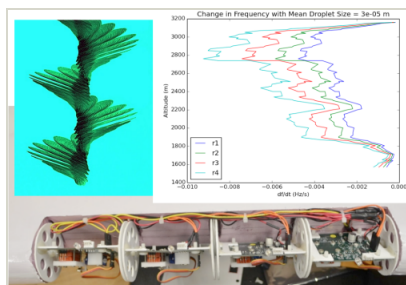 Change in Frequency with Mean Droplet Size = 3e-05 m
3200
3000
2800
2600
2400
2200
2000
1800
1600
1400
Altitude (m)
r1
r2
r3
r4
-0.010 -0.008 -0.006 -0.004 -0.002 0.000
df/dt (Hz/s)